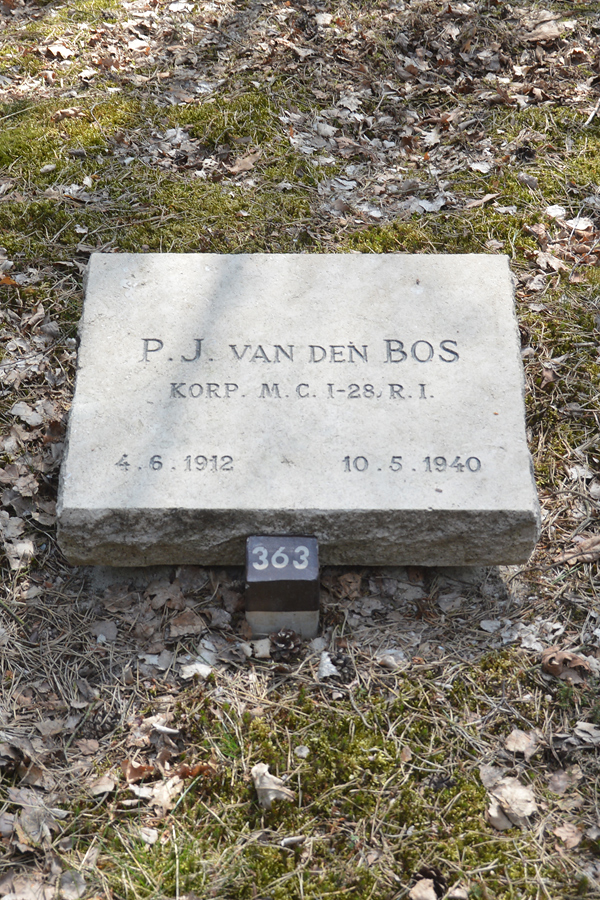 P.J. VAN DEN BOS
KORP. M.C. I-28, R.I.
4.6.1912 10.5.1940
363